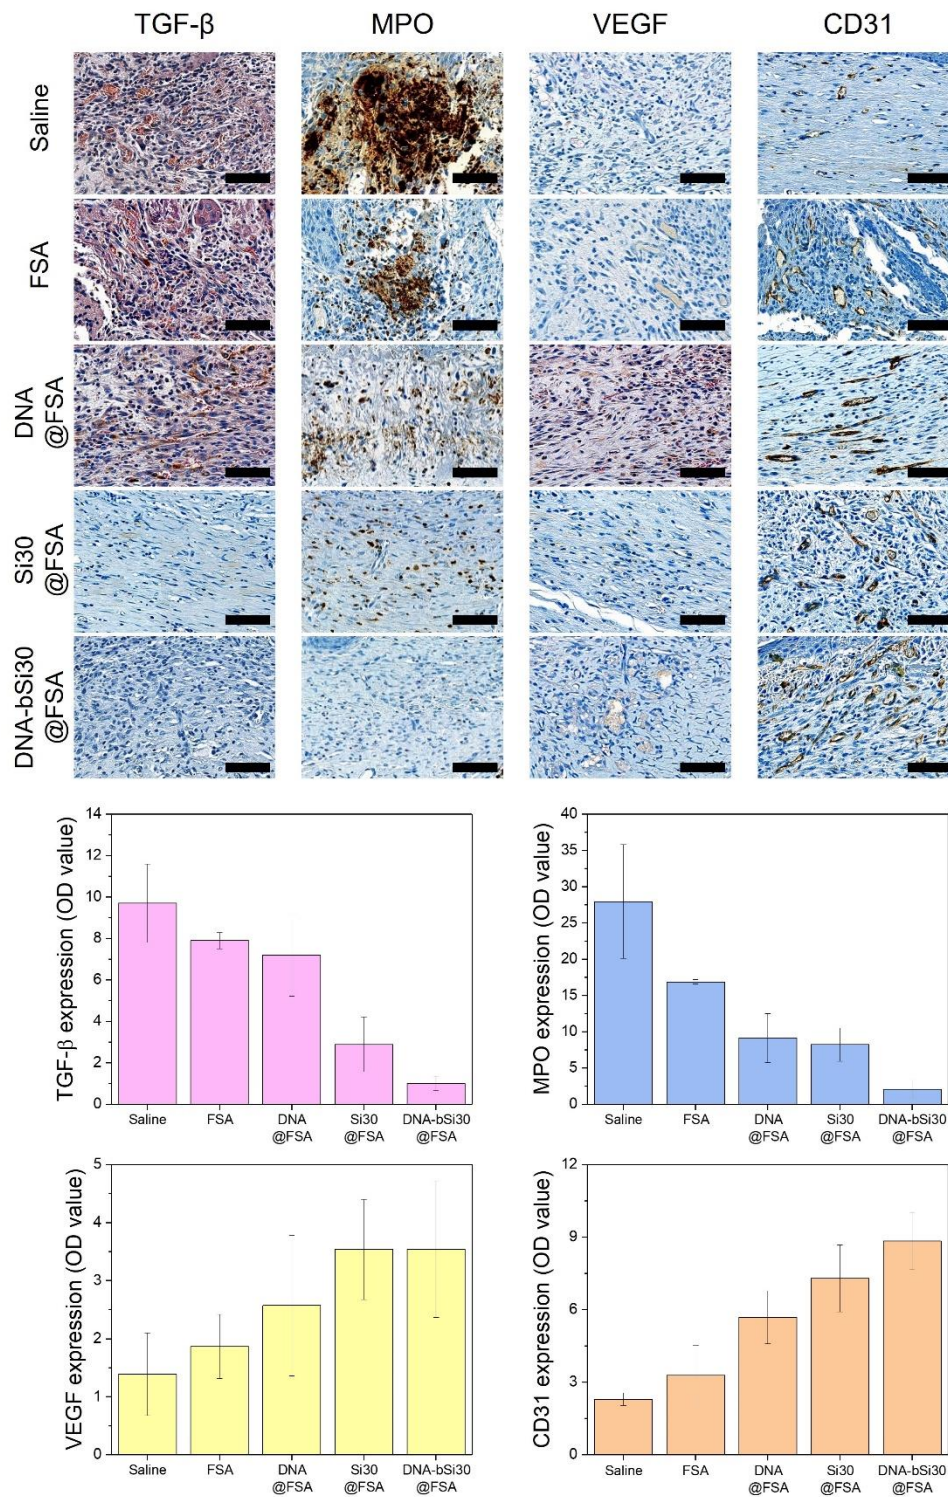 TGF-β MPO VEGF CD31
Saline
FSA
DNA
@FSA
Si30
@FSA
DNA-bSi30
@FSA
TGF-β expression (OD value)
14
12
10
8
6
4
2
0
Saline FSA DNA Si30 DNA-bSi30
@FSA @FSA @FSA
MPO expression (OD value)
40
35
30
25
20
15
10
5
0
Saline FSA DNA Si30 DNA-bSi30
@FSA @FSA @FSA
VEGF expression (OD value)
5
4
3
2
1
0
Saline FSA DNA Si30 DNA-bSi30
@FSA @FSA @FSA
CD31 expression (OD value)
12
9
6
3
0
Saline FSA DNA Si30 DNA-bSi30
@FSA @FSA @FSA